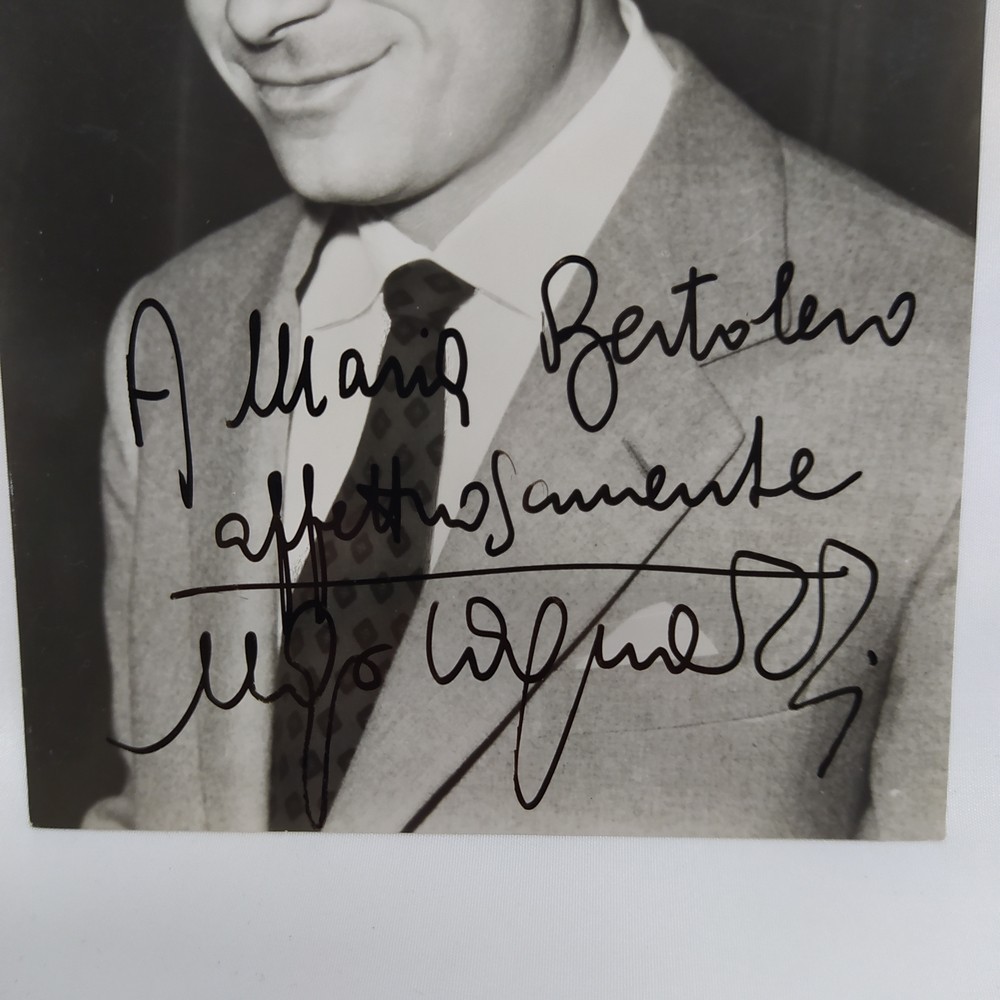 A Maria Bertolero
affettuosamente
Ugo Tognazzi